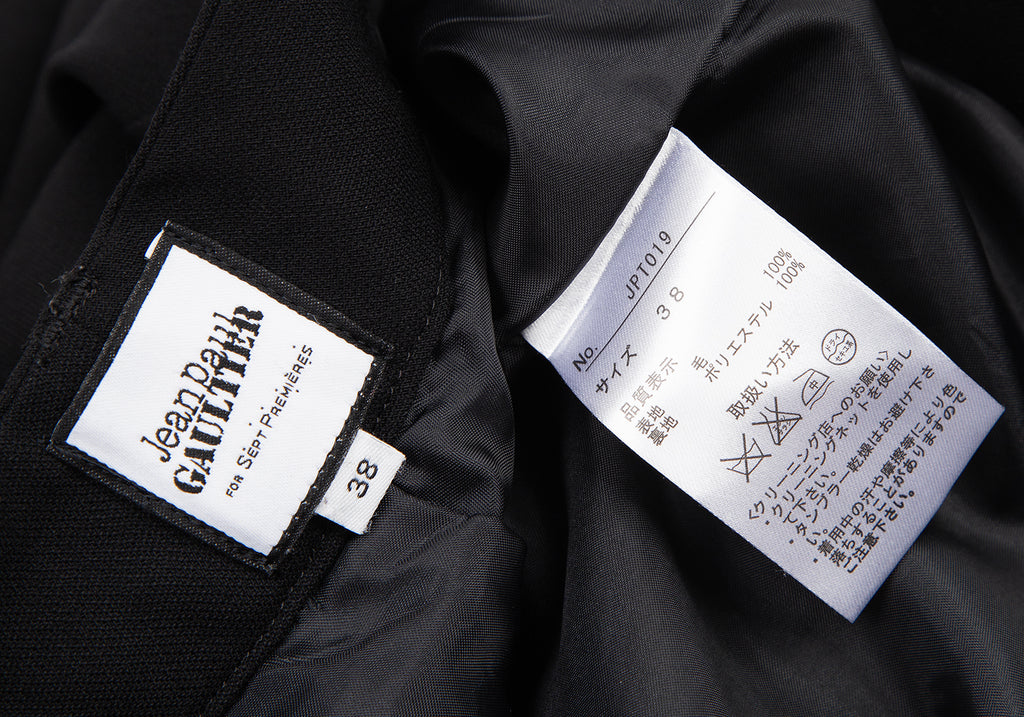 Jean paul
GAULTIER
FOR SEPT PREMIÈRES
38
No. JPT019
サイズ 38
品質表示
表地 毛 100%
裏地 ポリエステル 100%
取扱い方法
中
ドライ
セキユ系
〈クリーニング店へのお願い〉
・クリーニングネットを使用し
て下さい。
・タンブラー乾燥はお避け下さ
い。
・着用中の汗や摩擦等により色
落ちすることがありますので
ご注意下さい。